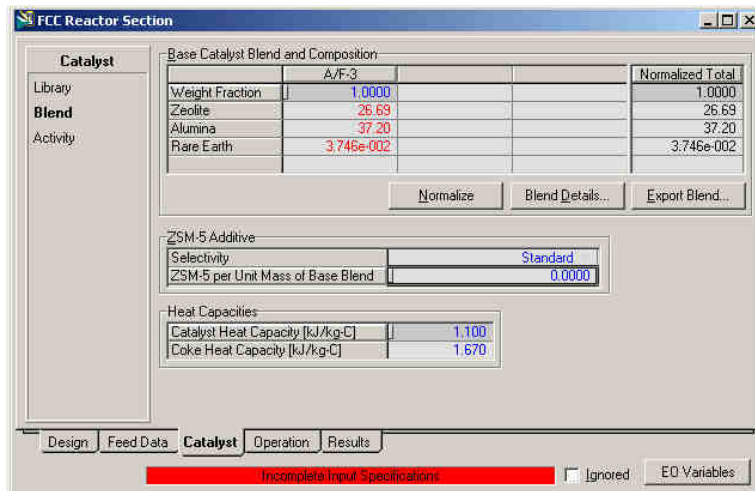 FCC Reactor Section
Catalyst
Library
Blend
Activity
Base Catalyst Blend and Composition
A/F-3 Normalized Total
Weight Fraction 1.0000 1.0000
Zeolite 26.69 26.69
Alumina 37.20 37.20
Rare Earth 3.746e-002 3.746e-002
Normalize Blend Details... Export Blend...
ZSM-5 Additive
Selectivity Standard
ZSM-5 per Unit Mass of Base Blend 0.0000
Heat Capacities
Catalyst Heat Capacity [kJ/kg-C] 1.100
Coke Heat Capacity [kJ/kg-C] 1.670
Design Feed Data Catalyst Operation Results
Incomplete Input Specifications Ignored EO Variables